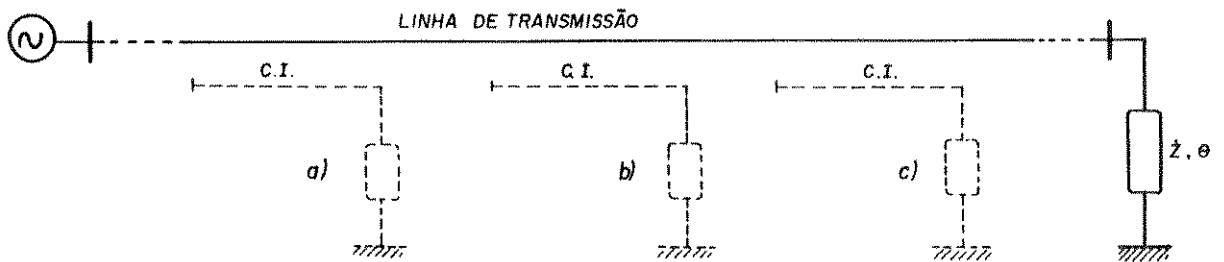 LINHA DE TRANSMISSÃO
C.I.
C.I.
C.I.
a)
b)
c)
Ż, θ